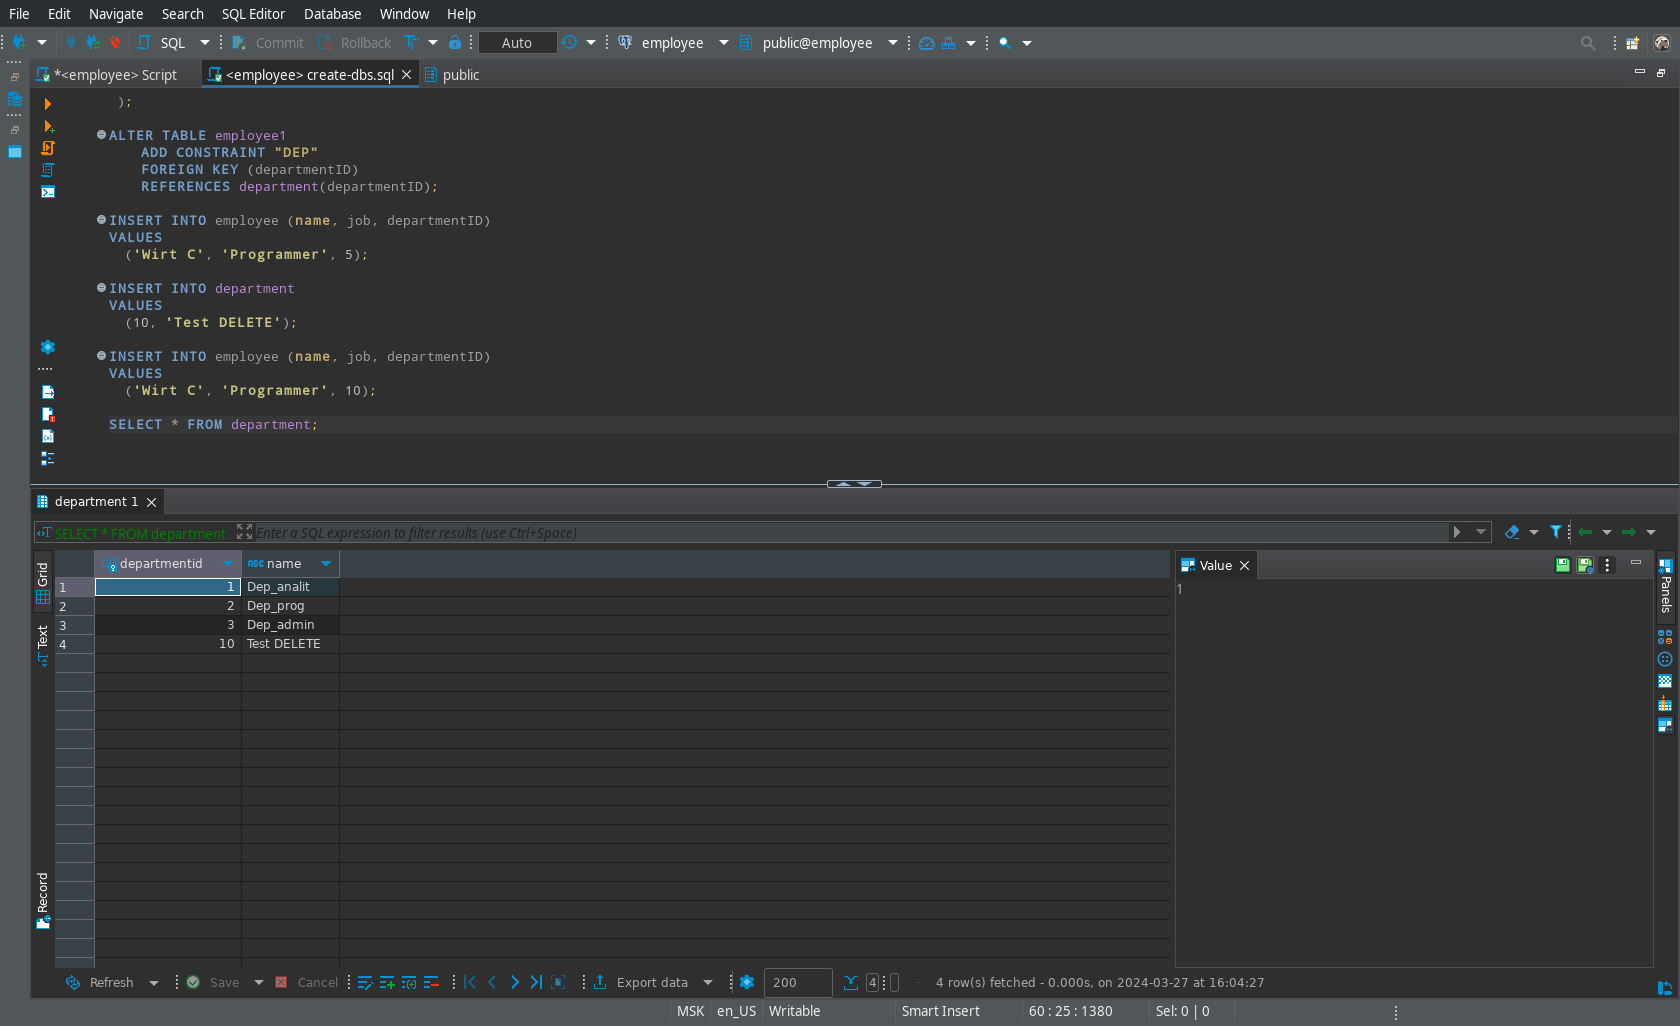 File Edit Navigate Search SQL Editor Database Window Help
SQL Commit Rollback Auto employee public@employee
*<employee> Script <employee> create-dbs.sql public
);
ALTER TABLE employee1
ADD CONSTRAINT "DEP"
FOREIGN KEY (departmentID)
REFERENCES department(departmentID);
INSERT INTO employee (name, job, departmentID)
VALUES
('Wirt C', 'Programmer', 5);
INSERT INTO department
VALUES
(10, 'Test DELETE');
INSERT INTO employee (name, job, departmentID)
VALUES
('Wirt C', 'Programmer', 10);
SELECT * FROM department;
department 1
SELECT * FROM department Enter a SQL expression to filter results (use Ctrl+Space)
Grid
Text
Record
123 departmentid ABC name
1 1 Dep_analit
2 2 Dep_prog
3 3 Dep_admin
4 10 Test DELETE
Value
1
Panels
Refresh Save Cancel Export data 200 4 4 row(s) fetched - 0.000s, on 2024-03-27 at 16:04:27
MSK en_US Writable Smart Insert 60 : 25 : 1380 Sel: 0 | 0